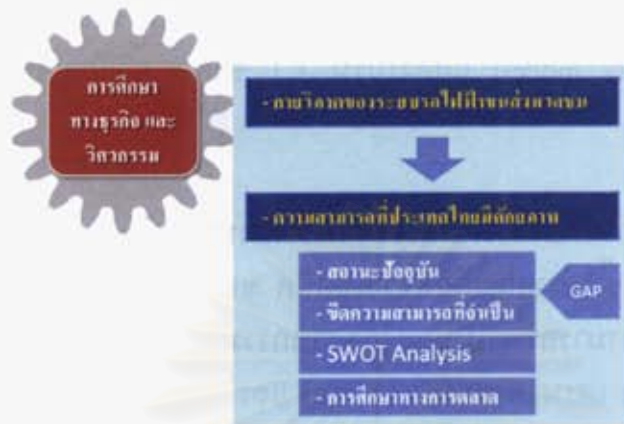 การศึกษา
ทางธุรกิจ และ
วิศวกรรม
- กายวิภาคของระบบรถไฟฟ้าขนส่งมวลชน
- ความสามารถที่ประเทศไทยมีศักยภาพ
- สถานะปัจจุบัน
- ขีดความสามารถที่จำเป็น
GAP
- SWOT Analysis
- การศึกษาทางการตลาด